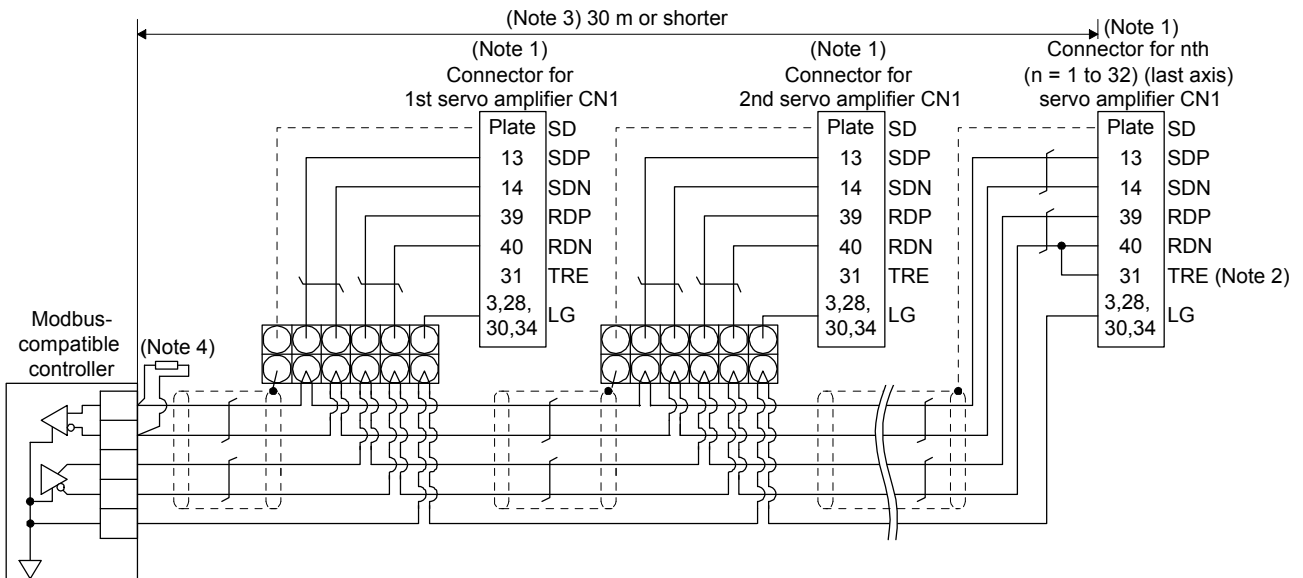 (Note 3) 30 m or shorter
(Note 1)
Connector for
1st servo amplifier CN1
(Note 1)
Connector for
2nd servo amplifier CN1
(Note 1)
Connector for nth
(n = 1 to 32) (last axis)
servo amplifier CN1
Plate SD
13 SDP
14 SDN
39 RDP
40 RDN
31 TRE
3,28,
30,34 LG
Plate SD
13 SDP
14 SDN
39 RDP
40 RDN
31 TRE
3,28,
30,34 LG
Plate SD
13 SDP
14 SDN
39 RDP
40 RDN
31 TRE (Note 2)
3,28,
30,34 LG
Modbus-
compatible
controller
(Note 4)